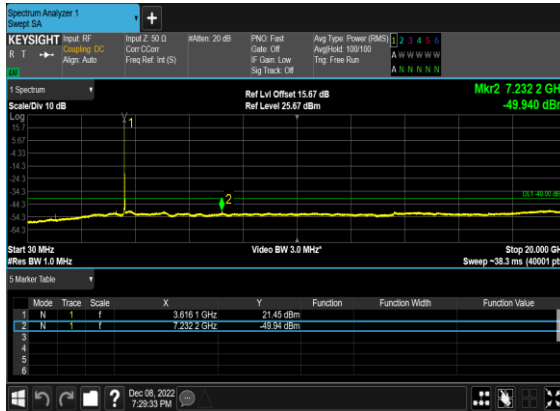 Spectrum Analyzer 1
Swept SA
+
KEYSIGHT Input: RF Input Z: 50 Ω #Atten: 20 dB PNO: Fast Avg Type: Power (RMS) 1 2 3 4 5 6
R T Coupling: DC Corr CCorr Gate: Off Avg|Hold: 100/100 A W W W W W
Align: Auto Freq Ref: Int (S) IF Gain: Low Trig: Free Run
Sig Track: Off A N N N N N
1 Spectrum
Ref Lvl Offset 15.67 dB Mkr2 7.232 2 GH
Scale/Div 10 dB Ref Level 25.67 dBm -49.940 dBm
Log
15.7
5.67
-4.33
-14.3
-24.3
-34.3
-44.3
-54.3
-64.3
1
2
DL1 -40.00 dB
Start 30 MHz Video BW 3.0 MHz* Stop 20.000 GH
#Res BW 1.0 MHz Sweep ~38.3 ms (40001 pt
5 Marker Table
Mode Trace Scale X Y Function Function Width Function Value
1 N 1 f 3.616 1 GHz 21.45 dBm
2 N 1 f 7.232 2 GHz -49.94 dBm
3
4
5
6
? Dec 08, 2022
7:29:33 PM